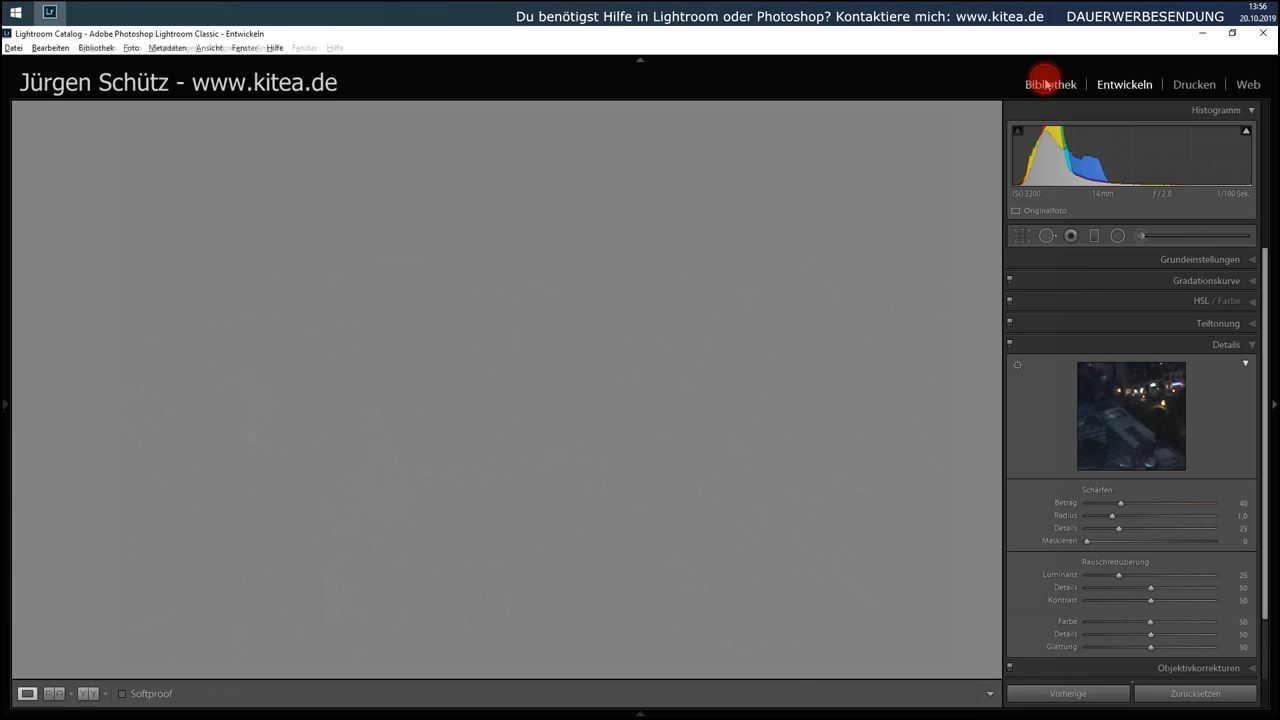 13:56
Du benötigst Hilfe in Lightroom oder Photoshop? Kontaktiere mich: www.kitea.de DAUERWERBESENDUNG 20.10.2019
Lr Lightroom Catalog - Adobe Photoshop Lightroom Classic - Entwickeln
Datei Bearbeiten Bibliothek Foto Metadaten Ansicht Fenster Hilfe Fenster Hilfe
Jürgen Schütz - www.kitea.de
Bibliothek Entwickeln Drucken Web
Histogramm
ISO 3200 14 mm ƒ / 2,8 1/100 Sek.
Originalfoto
Grundeinstellungen
Gradationskurve
HSL / Farbe
Teiltonung
Details
Schärfen
Betrag 40
Radius 1,0
Details 25
Maskieren 0
Rauschreduzierung
Luminanz 25
Details 50
Kontrast 50
Farbe 50
Details 50
Glättung 50
Objektivkorrekturen
Softproof
Vorherige Zurücksetzen